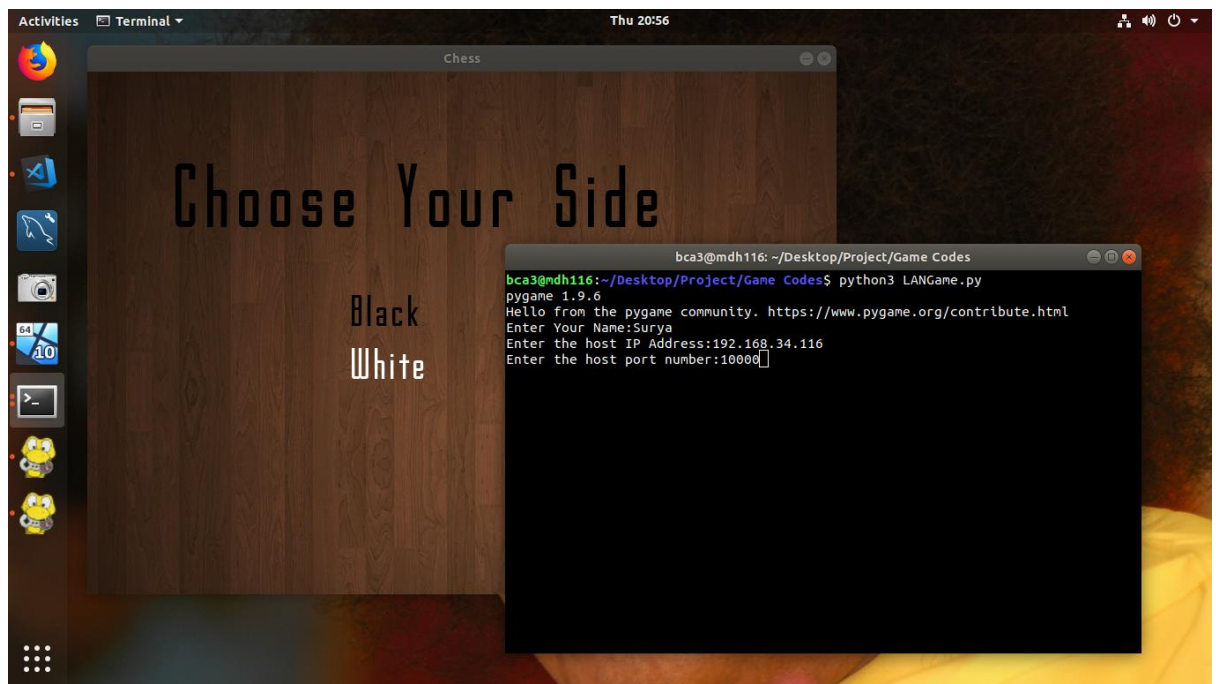 Activities Terminal Thu 20:56
Chess
Choose Your Side
Black
White
bca3@mdh116: ~/Desktop/Project/Game Codes
bca3@mdh116:~/Desktop/Project/Game Codes$ python3 LANGame.py
pygame 1.9.6
Hello from the pygame community. https://www.pygame.org/contribute.html
Enter Your Name:Surya
Enter the host IP Address:192.168.34.116
Enter the host port number:10000
64
10
>_